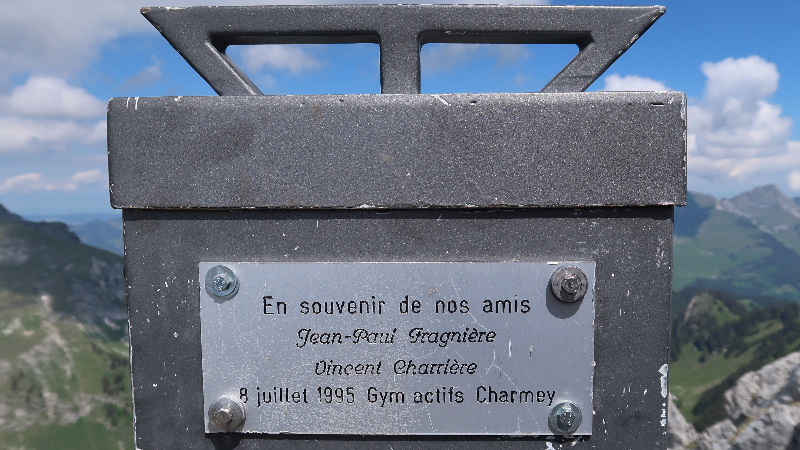 En souvenir de nos amis
Jean-Paul Fragnière
Vincent Charrière
8 juillet 1995 Gym actifs Charmey